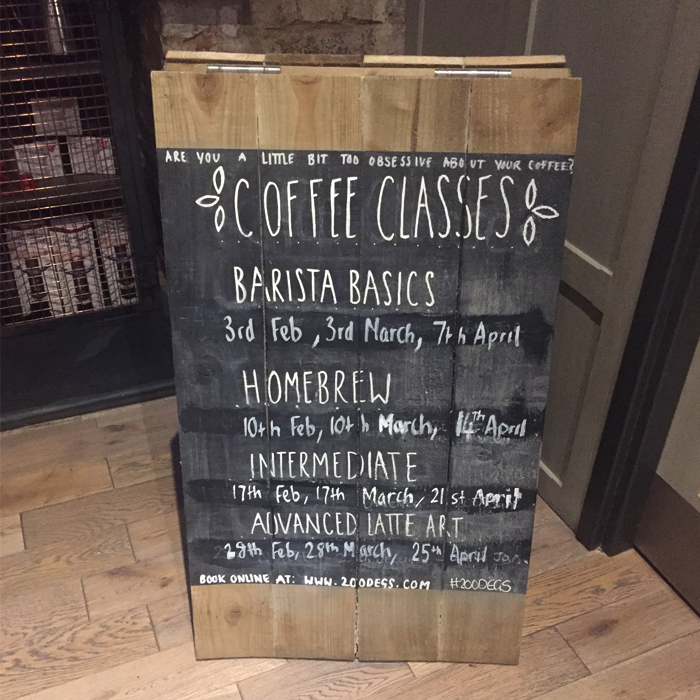 ARE YOU A LITTLE BIT TOO OBSESSIVE ABOUT YOUR COFFEE?
COFFEE CLASSES
BARISTA BASICS
3rd Feb, 3rd March, 7th April
HOMEBREW
10th Feb, 10th March, 14TH April
INTERMEDIATE
17th Feb, 17th March, 21st April
ADVANCED LATTE ART
28th Feb, 28th March, 25th April
BOOK ONLINE AT: WWW.200DEGS.COM #200DEGS